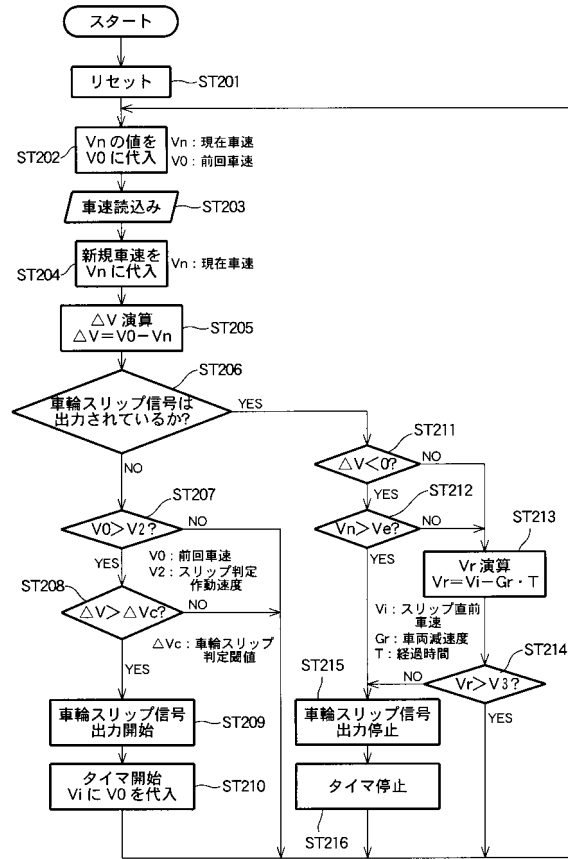 スタート
リセット
ST201
Vnの値を
V0に代入
ST202
Vn:現在車速
V0:前回車速
車速読込み
ST203
新規車速を
Vnに代入
ST204
Vn:現在車速
△V 演算
△V=V0−Vn
ST205
ST206
車輪スリップ信号は
出力されているか?
YES
NO
ST211
△V<0?
NO
YES
ST207
V0>V2?
NO
YES
V0:前回車速
V2:スリップ判定
作動速度
ST212
Vn>Ve?
NO
YES
ST213
Vr 演算
Vr=Vi−Gr・T
ST208
△V>△Vc?
NO
YES
△Vc:車輪スリップ
判定閾値
Vi:スリップ直前
車速
Gr:車両減速度
T:経過時間
ST214
Vr>V3?
NO
YES
ST215
車輪スリップ信号
出力開始
ST209
車輪スリップ信号
出力停止
タイマ開始
ViにV0を代入
ST210
タイマ停止
ST216